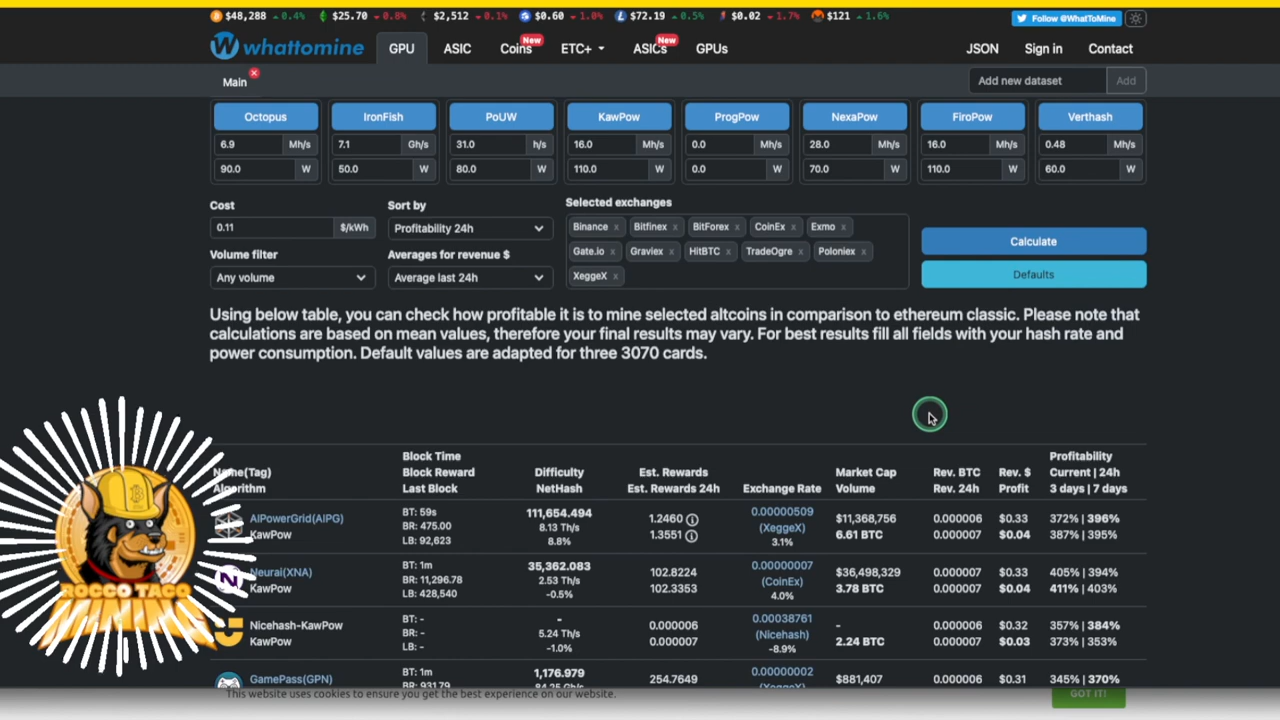 $48,288 0.4% $25.70 0.8% $2,512 0.1% $0.60 1.0% $72.19 0.5% $0.02 1.7% $121 1.6% Follow @WhatToMine
whattomine GPU ASIC Coins New ETC+ ASICs New GPUs JSON Sign in Contact
Main x Add new dataset Add
Octopus IronFish PoUW KawPow ProgPow NexaPow FiroPow Verthash
6.9 Mh/s 7.1 Gh/s 31.0 h/s 16.0 Mh/s 0.0 Mh/s 28.0 Mh/s 16.0 Mh/s 0.48 Mh/s
90.0 W 50.0 W 80.0 W 110.0 W 0.0 W 70.0 W 110.0 W 60.0 W
Cost Sort by Selected exchanges
0.11 $/kWh Profitability 24h Binance x Bitfinex x BitForex x CoinEx x Exmo x
Calculate
Volume filter Averages for revenue $ Gate.io x Graviex x HitBTC x TradeOgre x Poloniex x
Any volume Average last 24h XeggeX x Defaults
Using below table, you can check how profitable it is to mine selected altcoins in comparison to ethereum classic. Please note that
calculations are based on mean values, therefore your final results may vary. For best results fill all fields with your hash rate and
power consumption. Default values are adapted for three 3070 cards.
Block Time Profitability
Name(Tag) Block Reward Difficulty Est. Rewards Market Cap Rev. BTC Rev. $ Current | 24h
Algorithm Last Block NetHash Est. Rewards 24h Exchange Rate Volume Rev. 24h Profit 3 days | 7 days
AIPowerGrid(AIPG) BT: 59s 111,654.494 1.2460 0.00000509 $11,368,756 0.000006 $0.33 372% | 396%
KawPow BR: 475.00 8.13 Th/s 1.3551 (XeggeX) 6.61 BTC 0.000007 $0.04 387% | 395%
LB: 92,623 8.8% 3.1%
Neurai(XNA) BT: 1m 35,362.083 102.8224 0.00000007 $36,498,329 0.000007 $0.33 405% | 394%
KawPow BR: 11,296.78 2.53 Th/s 102.3353 (CoinEx) 3.78 BTC 0.000007 $0.04 411% | 403%
LB: 428,540 -0.5% 4.0%
Nicehash-KawPow BT: - - 0.000006 0.00038761 - 0.000006 $0.32 357% | 384%
KawPow BR: - 5.24 Th/s 0.000007 (Nicehash) 2.24 BTC 0.000007 $0.03 373% | 353%
LB: - -1.0% -8.9%
GamePass(GPN) BT: 1m 1,176.979 254.7649 0.00000002 $881,407 0.000006 $0.31 345% | 370%
This website uses cookies to ensure you get the best experience on our website. GOT IT!
ROCCO TACO